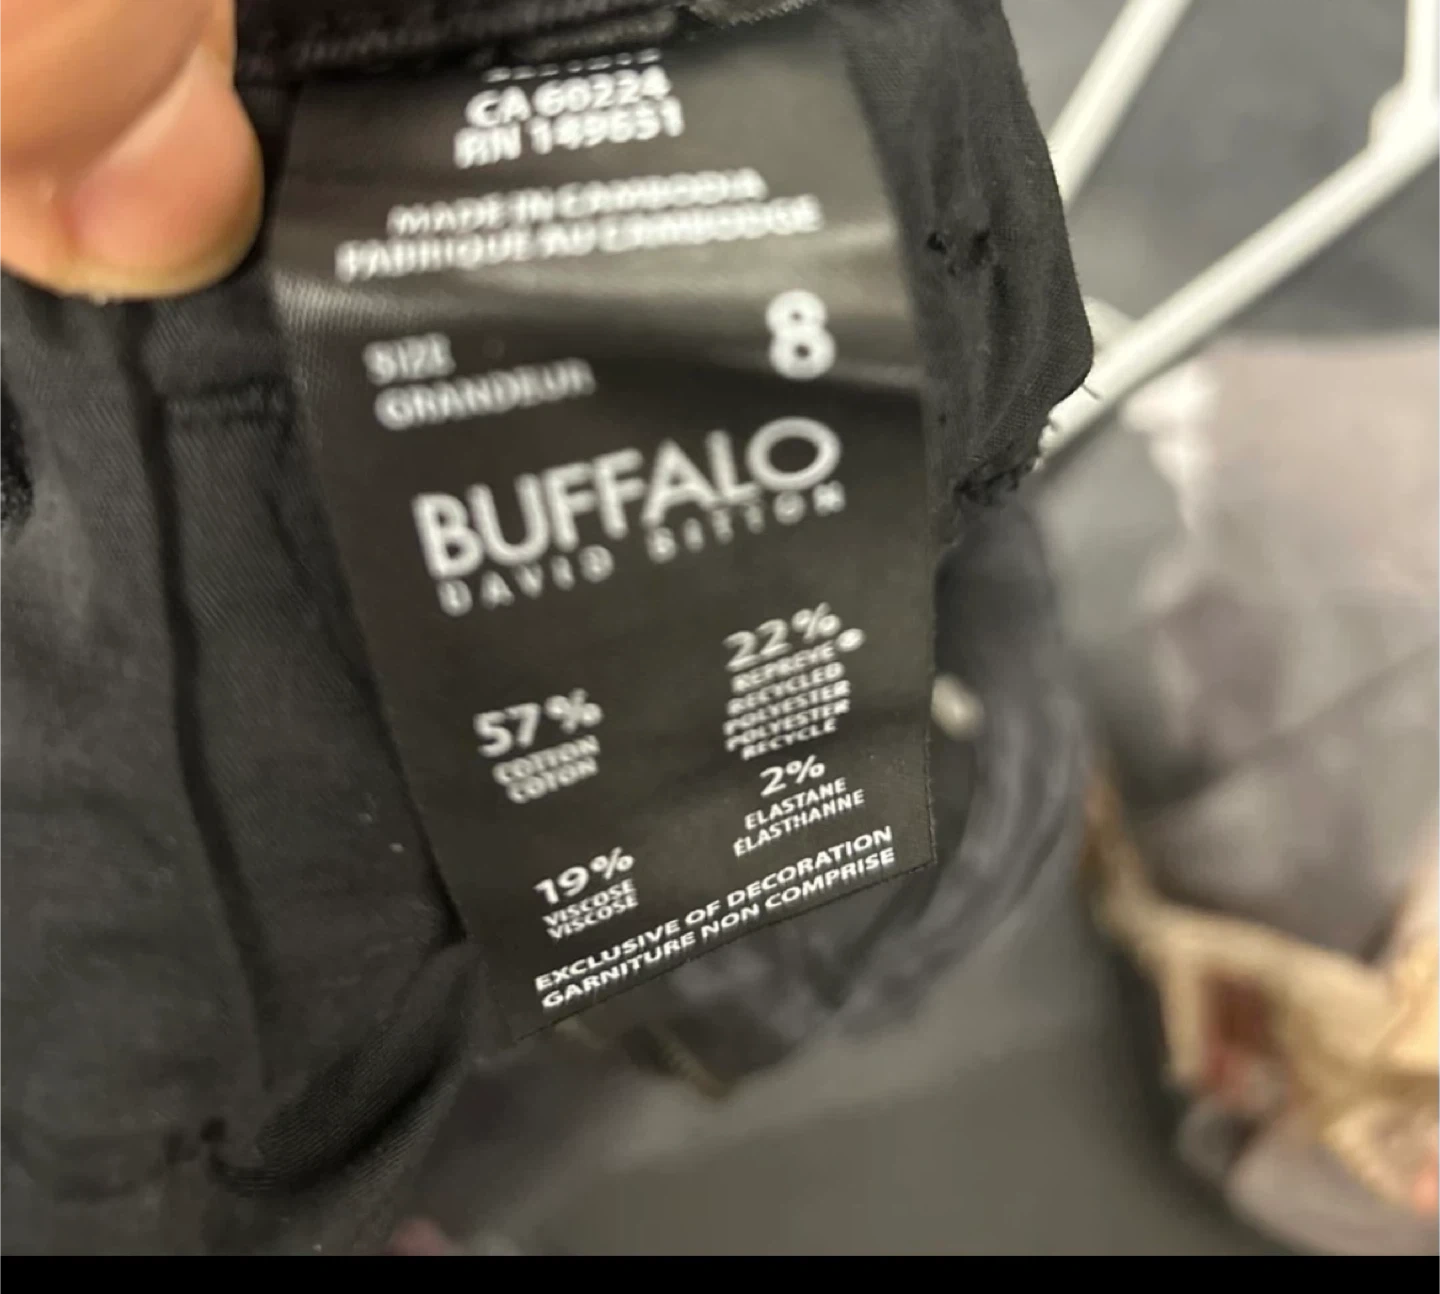 CA 60224
RN 149651
MADE IN CAMBODIA
FABRIQUE AU CAMBODGE
SIZE
GRANDEUR
8
BUFFALO
DAVID BITTON
57%
COTTON
COTON
22%
REPREVE®
RECYCLED
POLYESTER
POLYESTER
RECYCLE
2%
ELASTANE
ÉLASTHANNE
19%
VISCOSE
VISCOSE
EXCLUSIVE OF DECORATION
GARNITURE NON COMPRISE